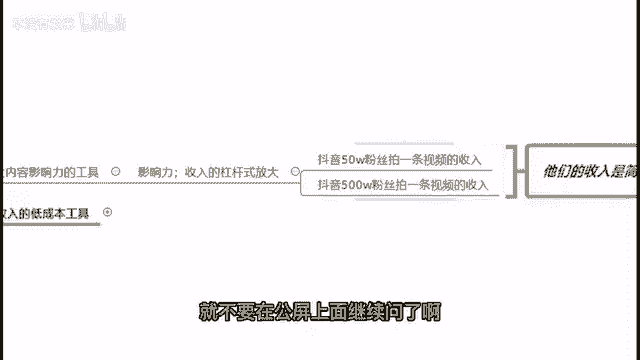 抖音50w粉丝拍一条视频的收入
内容影响力的工具
影响力；收入的杠杆式放大
他们的收入是简
抖音500w粉丝拍一条视频的收入
收入的低成本工具
就不要在公屏上面继续问了啊